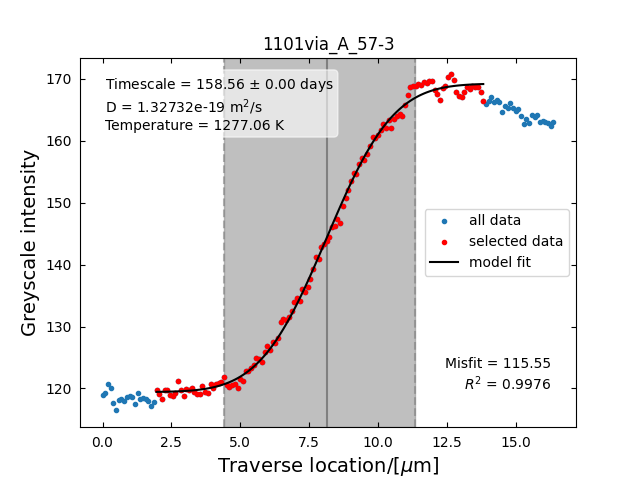 1101via_A_57-3
Timescale = 158.56 ± 0.00 days
D = 1.32732e-19 m²/s
Temperature = 1277.06 K
170
160
150
140
130
120
Greyscale intensity
all data
selected data
model fit
Misfit = 115.55
R² = 0.9976
0.0 2.5 5.0 7.5 10.0 12.5 15.0
Traverse location/[μm]